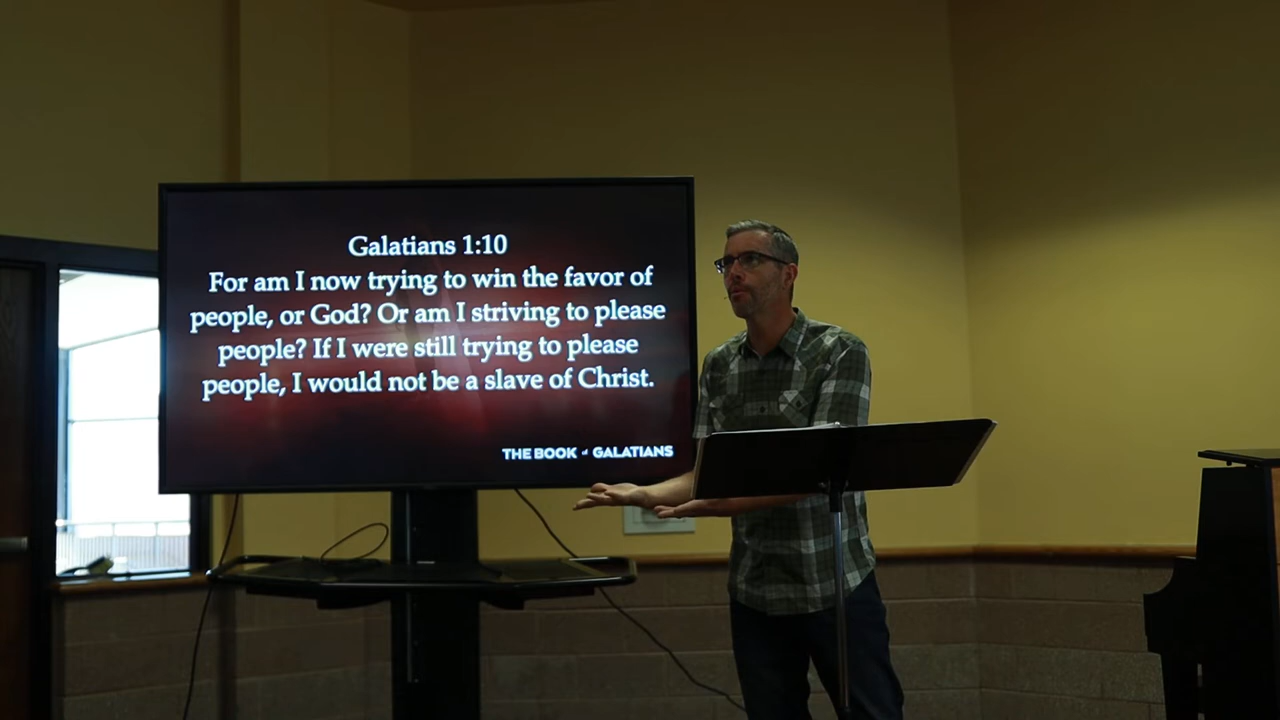 Galatians 1:10
For am I now trying to win the favor of
people, or God? Or am I striving to please
people? If I were still trying to please
people, I would not be a slave of Christ.
THE BOOK of GALATIANS